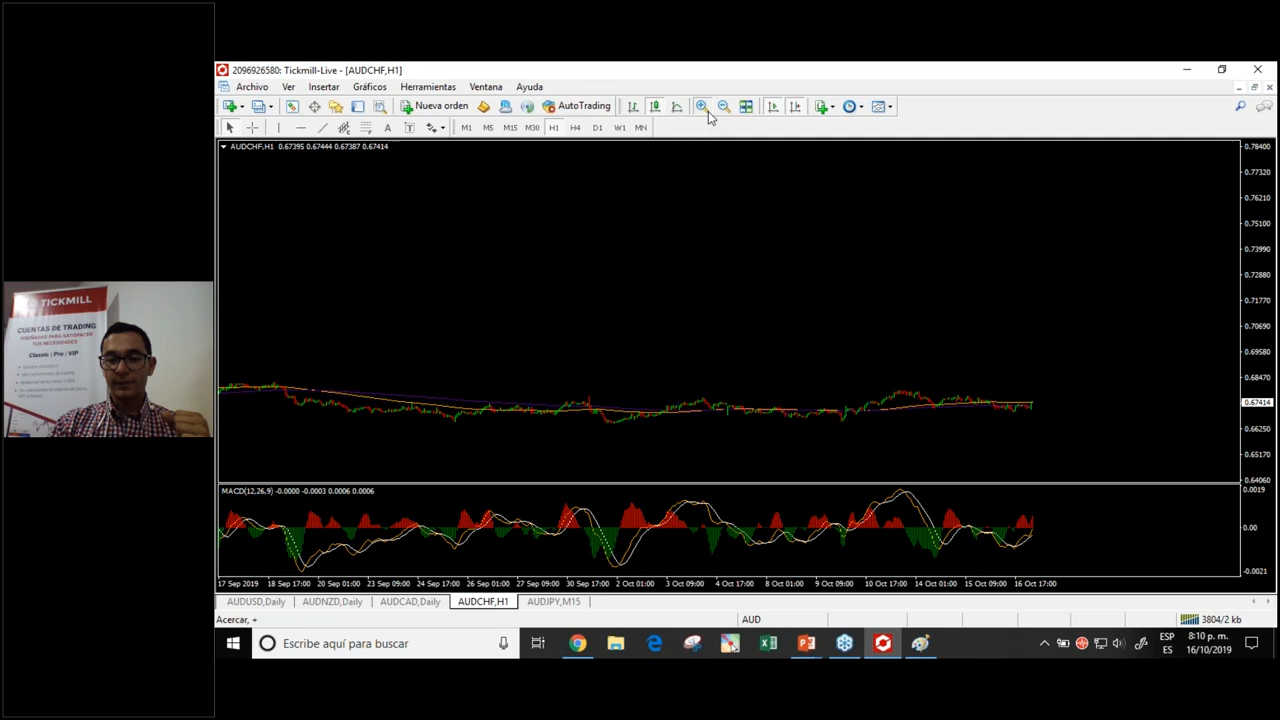 2096926580: Tickmill-Live - [AUDCHF,H1]
Archivo Ver Insertar Gráficos Herramientas Ventana Ayuda
Nueva orden AutoTrading
A T M1 M5 M15 M30 H1 H4 D1 W1 MN
AUDCHF,H1 0.67395 0.67444 0.67387 0.67414
0.78400
0.77320
0.76210
0.75100
0.73990
0.72880
0.71770
0.70690
0.69580
0.68470
0.67414
0.66250
0.65170
0.64060
TICKMILL
CUENTAS DE TRADING
DISEÑADAS PARA SATISFACER
TUS NECESIDADES
Classic | Pro | VIP
MACD(12,26,9) -0.0000 -0.0003 0.0006 0.0006
0.0019
0.00
-0.0021
17 Sep 2019 18 Sep 17:00 20 Sep 01:00 23 Sep 09:00 24 Sep 17:00 26 Sep 01:00 27 Sep 09:00 30 Sep 17:00 2 Oct 01:00 3 Oct 09:00 4 Oct 17:00 8 Oct 01:00 9 Oct 09:00 10 Oct 17:00 14 Oct 01:00 15 Oct 09:00 16 Oct 17:00
AUDUSD,Daily AUDNZD,Daily AUDCAD,Daily AUDCHF,H1 AUDJPY,M15
Acercar, + AUD 3804/2 kb
Escribe aquí para buscar
ESP 8:10 p. m.
ES 16/10/2019